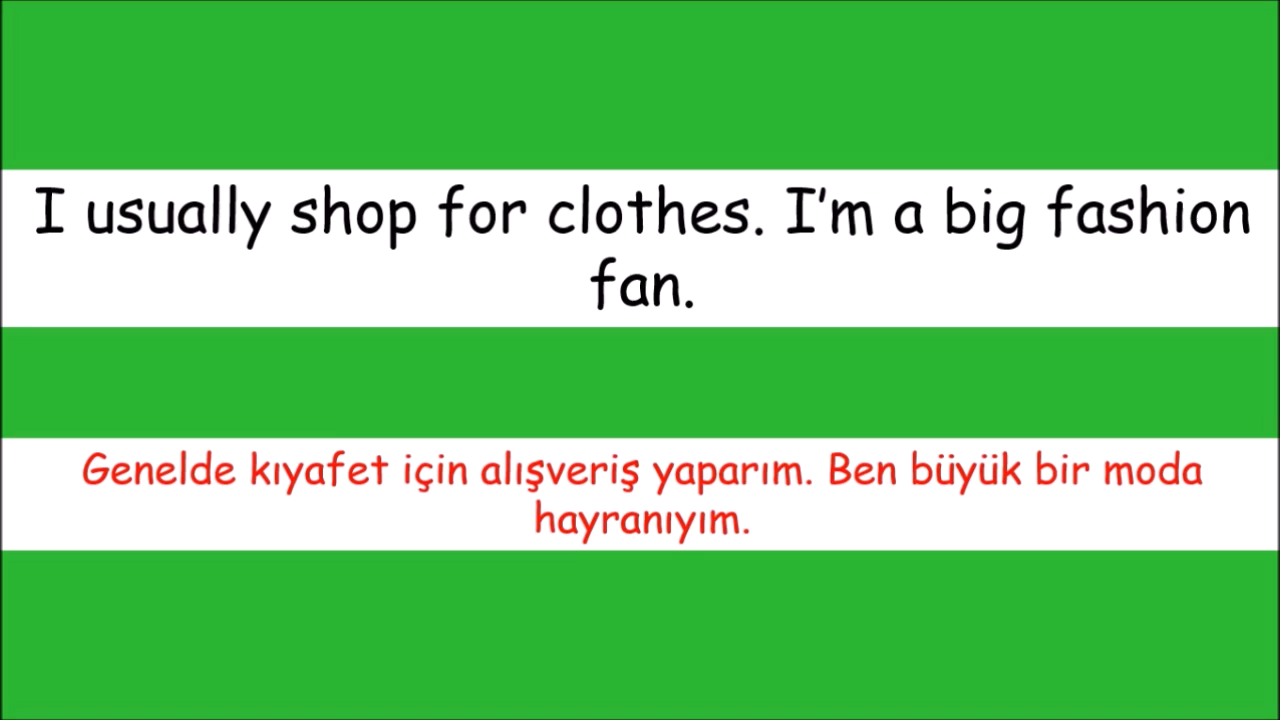 I usually shop for clothes. I'm a big fashion
fan.
Genelde kıyafet için alışveriş yaparım. Ben büyük bir moda
hayranıyım.